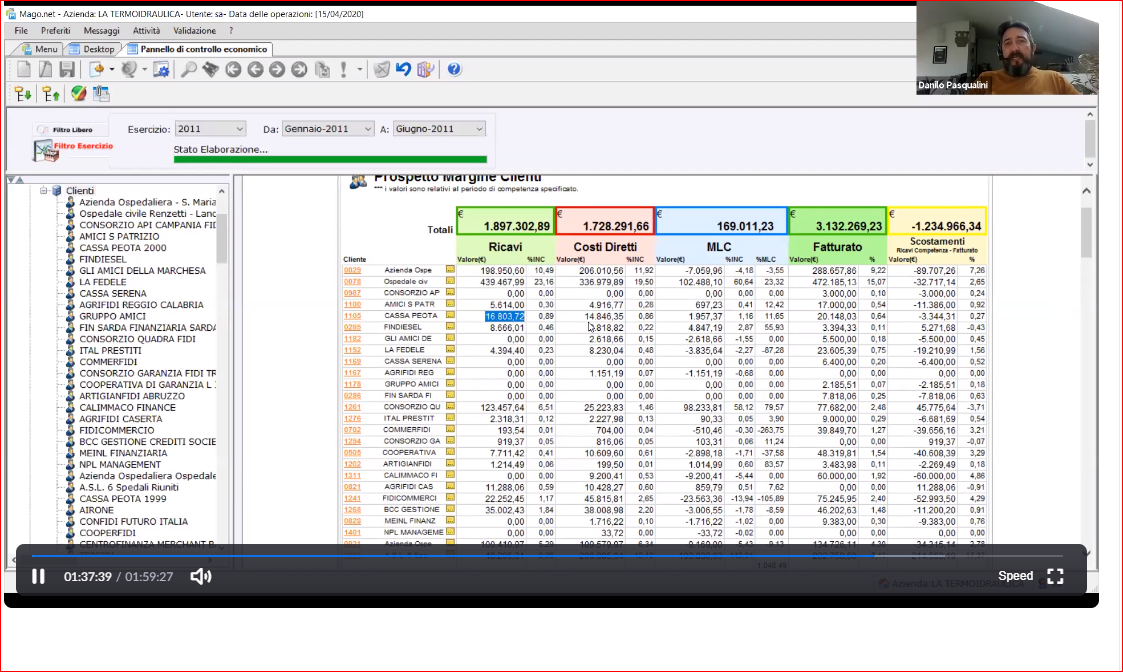 Mago.net - Azienda: LA TERMOIDRAULICA- Utente: sa- Data delle operazioni: [15/04/2020]
File Preferiti Messaggi Attività Validazione ?
Menu Desktop Pannello di controllo economico
Danilo Pasqualini
Filtro Libero
Filtro Esercizio
Esercizio: 2011 Da: Gennaio-2011 A: Giugno-2011
Stato Elaborazione...
Clienti
Azienda Ospedaliera - S. Maria
Ospedale civile Renzetti - Lanc
CONSORZIO API CAMPANIA FID
AMICI S PATRIZIO
CASSA PEOTA 2000
FINDIESEL
GLI AMICI DELLA MARCHESA
LA FEDELE
CASSA SERENA
AGRIFIDI REGGIO CALABRIA
GRUPPO AMICI
FIN SARDA FINANZIARIA SARDA
CONSORZIO QUADRA FIDI
ITAL PRESTITI
COMMERFIDI
CONSORZIO GARANZIA FIDI TR
COOPERATIVA DI GARANZIA L
ARTIGIANFIDI ABRUZZO
CALIMMACO FINANCE
AGRIFIDI CASERTA
FIDICOMMERCIO
BCC GESTIONE CREDITI SOCIE
MEINL FINANZIARIA
NPL MANAGEMENT
Azienda Ospedaliera Ospedale
A.S.L. 6 Spedali Riuniti
CASSA PEOTA 1999
AIRONE
CONFIDI FUTURO ITALIA
COOPERFIDI
CENTROFINANZA MERCHANT B
Prospetto Margine Clienti
*** i valori sono relativi al periodo di competenza specificato.
Totali € 1.897.302,89 € 1.728.291,66 € 169.011,23 € 3.132.269,23 € -1.234.966,34
Ricavi Costi Diretti MLC Fatturato Scostamenti
Ricavi Competenza - Fatturato
Cliente Valore(€) %INC Valore(€) %INC Valore(€) %INC %MLC Valore(€) % Valore(€) %
0029 Azienda Ospe 198.950,60 10,49 206.010,56 11,92 -7.059,96 -4,18 -3,55 288.657,86 9,22 -89.707,26 7,26
0078 Ospedale civ 439.467,99 23,16 336.979,89 19,50 102.488,10 60,64 23,32 472.185,13 15,07 -32.717,14 2,65
0987 CONSORZIO AP 0,00 0,00 0,00 0,00 0,00 0,00 0,00 3.000,00 0,10 -3.000,00 0,24
1100 AMICI S PATR 5.614,00 0,30 4.916,77 0,28 697,23 0,41 12,42 17.000,00 0,54 -11.386,00 0,92
1105 CASSA PEOTA 16.803,72 0,89 14.846,35 0,86 1.957,37 1,16 11,65 20.148,03 0,64 -3.344,31 0,27
0285 FINDIESEL 8.666,01 0,46 3.818,82 0,22 4.847,19 2,87 55,93 3.394,33 0,11 5.271,68 -0,43
1182 GLI AMICI DE 0,00 0,00 2.618,66 0,15 -2.618,66 -1,55 0,00 5.500,00 0,18 -5.500,00 0,45
1152 LA FEDELE 4.394,40 0,23 8.230,04 0,48 -3.835,64 -2,27 -87,28 23.605,39 0,75 -19.210,99 1,56
1169 CASSA SERENA 0,00 0,00 0,00 0,00 0,00 0,00 0,00 6.400,00 0,20 -6.400,00 0,52
1167 AGRIFIDI REG 0,00 0,00 1.151,19 0,07 -1.151,19 -0,68 0,00 0,00 0,00 0,00 0,00
1178 GRUPPO AMICI 0,00 0,00 0,00 0,00 0,00 0,00 0,00 2.185,51 0,07 -2.185,51 0,18
0286 FIN SARDA FI 0,00 0,00 0,00 0,00 0,00 0,00 0,00 7.818,00 0,25 -7.818,00 0,63
1261 CONSORZIO QU 123.457,64 6,51 25.223,83 1,46 98.233,81 58,12 79,57 77.682,00 2,48 45.775,64 -3,71
1276 ITAL PRESTIT 2.318,31 0,12 2.227,98 0,13 90,33 0,05 3,90 9.000,00 0,29 -6.681,69 0,54
0702 COMMERFIDI 193,54 0,01 704,00 0,04 -510,46 -0,30 -263,75 39.849,70 1,27 -39.656,16 3,21
1284 CONSORZIO GA 919,37 0,05 816,06 0,05 103,31 0,06 11,24 0,00 0,00 919,37 -0,07
0505 COOPERATIVA 7.711,42 0,41 10.609,60 0,61 -2.898,18 -1,71 -37,58 48.319,81 1,54 -40.608,39 3,29
1202 ARTIGIANFIDI 1.214,49 0,06 199,50 0,01 1.014,99 0,60 83,57 3.483,98 0,11 -2.269,49 0,18
1311 CALIMMACO FI 0,00 0,00 9.200,41 0,53 -9.200,41 -5,44 0,00 60.000,00 1,92 -60.000,00 4,86
0821 AGRIFIDI CAS 11.288,06 0,59 10.428,27 0,60 859,79 0,51 7,62 0,00 0,00 11.288,06 -0,91
1241 FIDICOMMERCI 22.252,45 1,17 45.815,81 2,65 -23.563,36 -13,94 -105,89 75.245,95 2,40 -52.993,50 4,29
1268 BCC GESTIONE 35.002,43 1,84 38.008,98 2,20 -3.006,55 -1,78 -8,59 46.202,63 1,48 -11.200,20 0,91
0829 MEINL FINANZ 0,00 0,00 1.716,22 0,10 -1.716,22 -1,02 0,00 9.383,00 0,30 -9.383,00 0,76
1401 NPL MANAGEME 0,00 0,00 33,72 0,00 -33,72 -0,02 0,00 0,00 0,00 0,00 0,00
01:37:39 / 01:59:27
Speed
Azienda: LA TERMOIDRAULICA